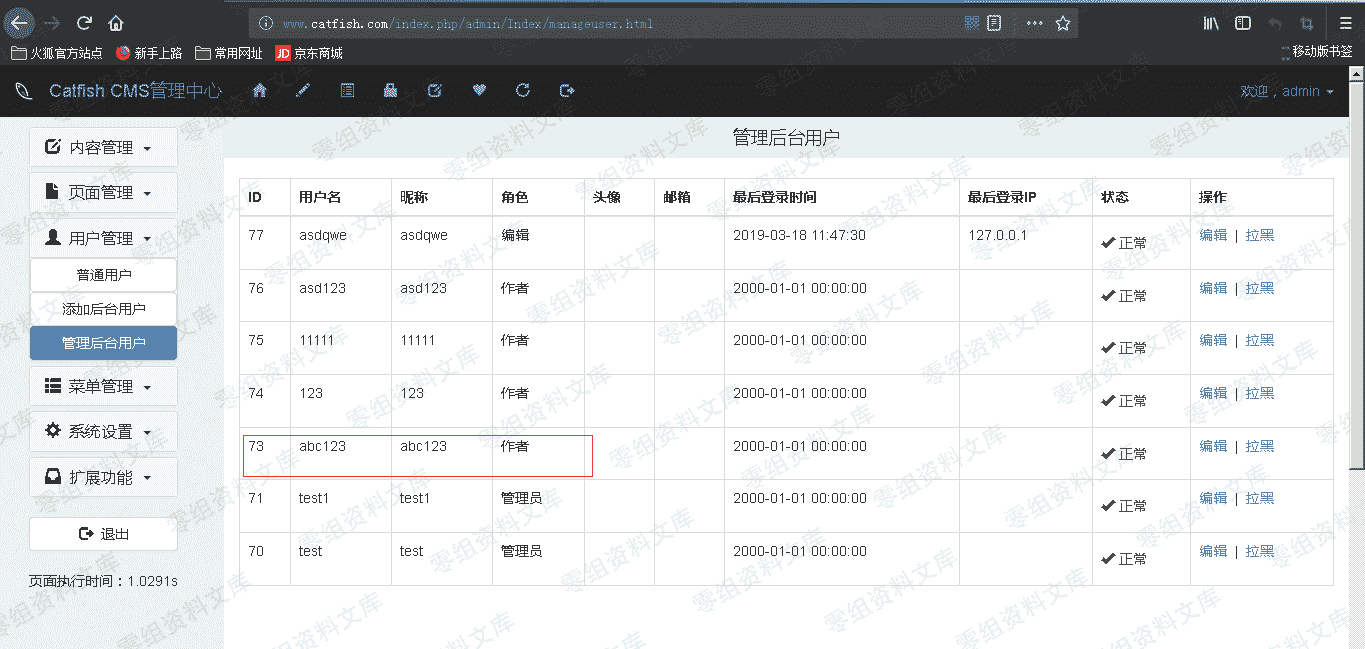 www.catfish.com/index.php/admin/Index/manageuser.html
火狐官方站点 新手上路 常用网址 JD 京东商城 移动版书签
Catfish CMS管理中心 欢迎，admin
内容管理
页面管理
用户管理
普通用户
添加后台用户
管理后台用户
菜单管理
系统设置
扩展功能
退出
页面执行时间：1.0291s
管理后台用户
ID 用户名 昵称 角色 头像 邮箱 最后登录时间 最后登录IP 状态 操作
77 asdqwe asdqwe 编辑 2019-03-18 11:47:30 127.0.0.1 正常 编辑 | 拉黑
76 asd123 asd123 作者 2000-01-01 00:00:00 正常 编辑 | 拉黑
75 11111 11111 作者 2000-01-01 00:00:00 正常 编辑 | 拉黑
74 123 123 作者 2000-01-01 00:00:00 正常 编辑 | 拉黑
73 abc123 abc123 作者 2000-01-01 00:00:00 正常 编辑 | 拉黑
71 test1 test1 管理员 2000-01-01 00:00:00 正常 编辑 | 拉黑
70 test test 管理员 2000-01-01 00:00:00 正常 编辑 | 拉黑
零组资料文库